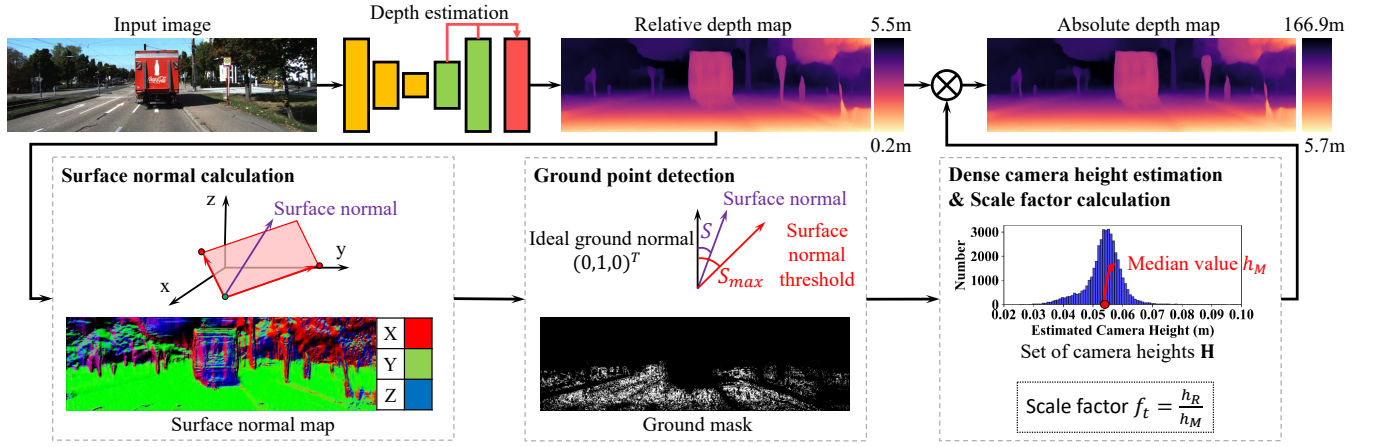 Input image
Depth estimation
Relative depth map
5.5m
0.2m
Absolute depth map
166.9m
5.7m
Coca-Cola
Surface normal calculation
z
Surface normal
y
x
X
Y
Z
Surface normal map
Ground point detection
Surface normal
S
Ideal ground normal
(0,1,0)^T
Surface
normal
threshold
S_max
Ground mask
Dense camera height estimation
& Scale factor calculation
Number
3000
2000
1000
0
Median value h_M
0.02 0.03 0.04 0.05 0.06 0.07 0.08 0.09 0.10
Estimated Camera Height (m)
Set of camera heights H
Scale factor f_t = h_R / h_M